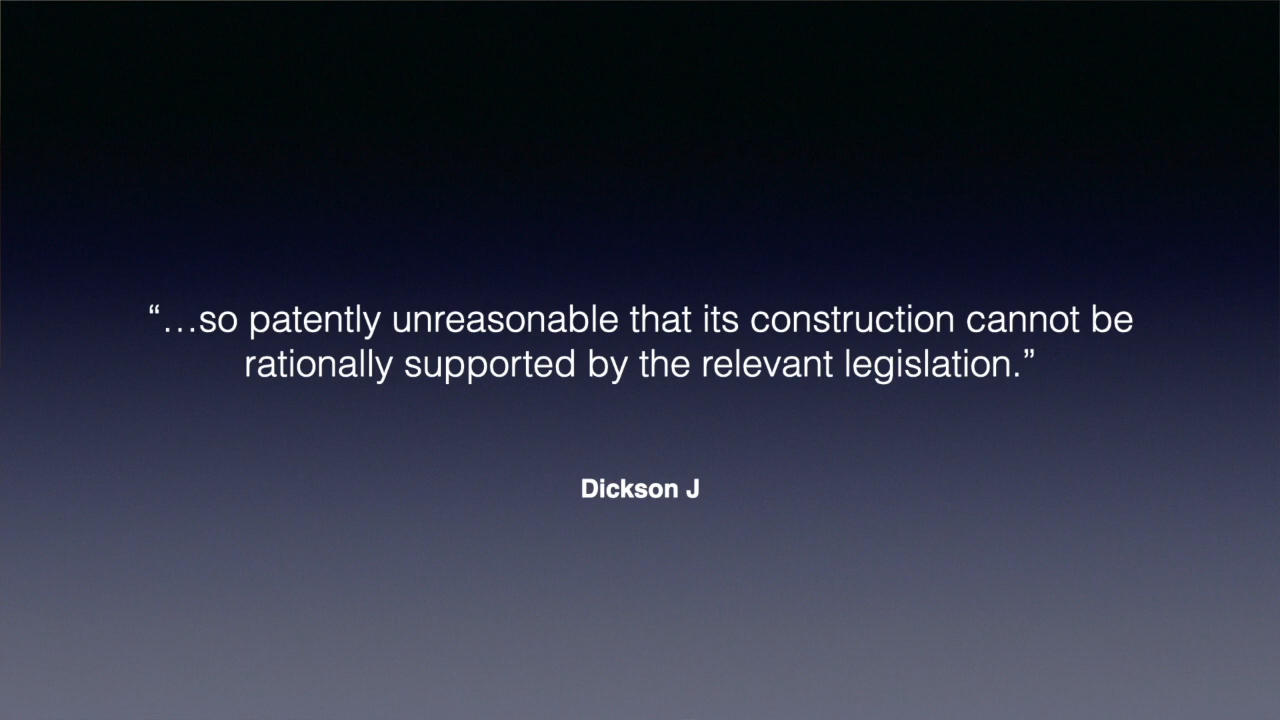 “…so patently unreasonable that its construction cannot be
rationally supported by the relevant legislation.”
Dickson J